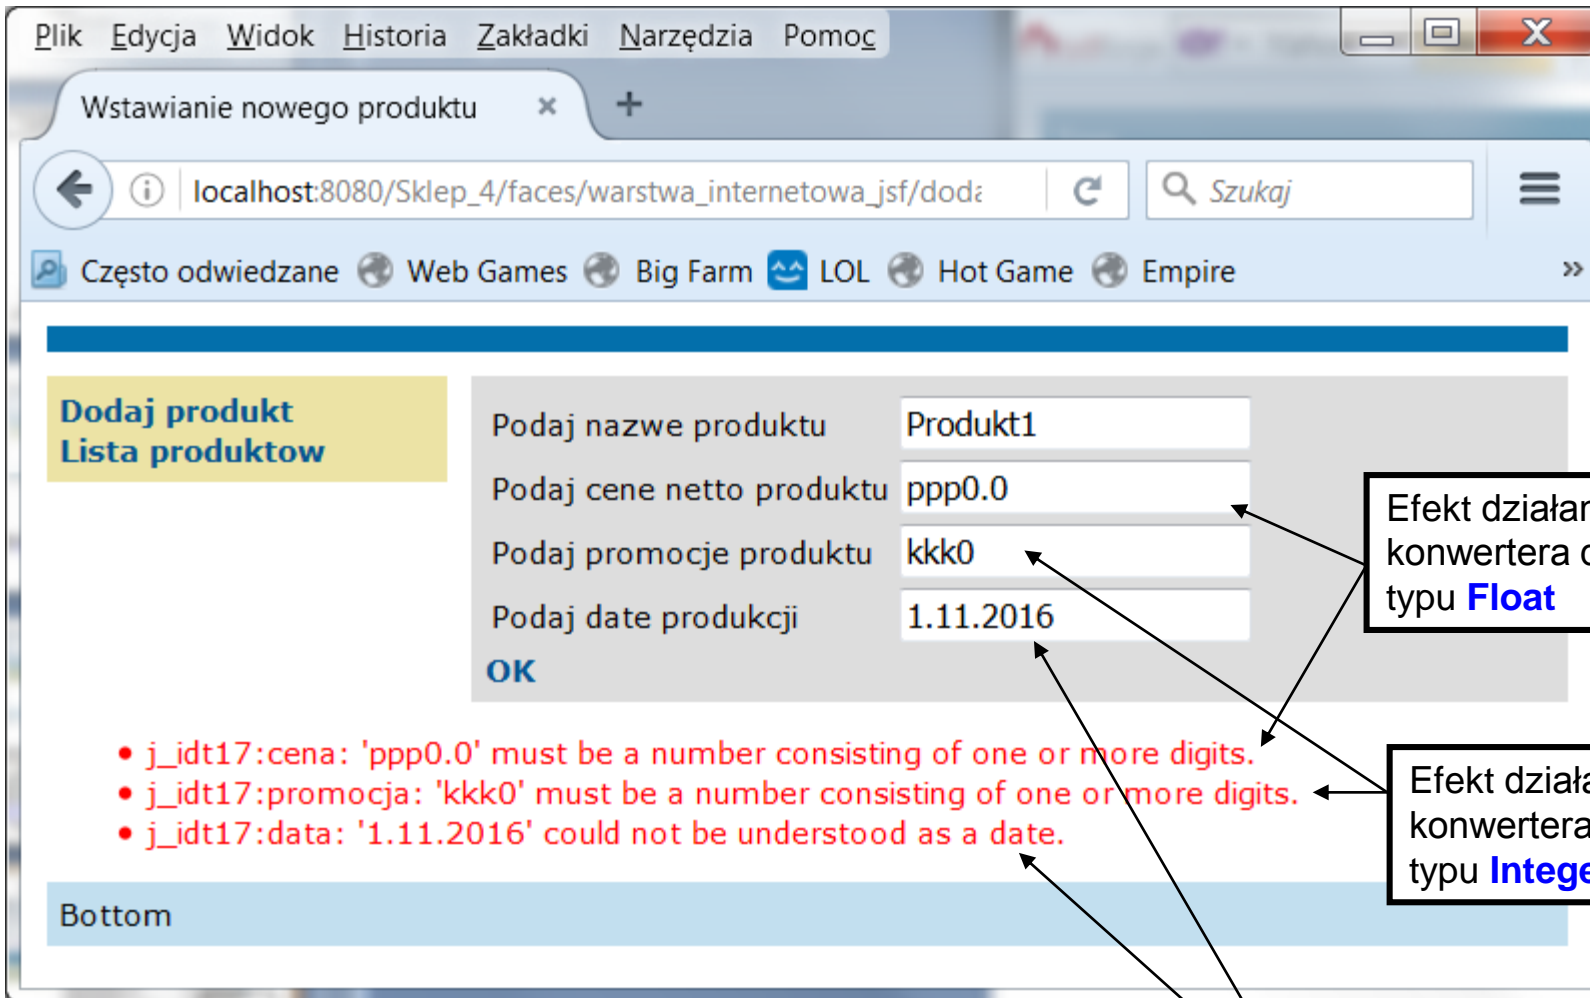 Plik Edycja Widok Historia Zakładki Narzędzia Pomoc
Wstawianie nowego produktu
localhost:8080/Sklep_4/faces/warstwa_internetowa_jsf/doda
Szukaj
Często odwiedzane Web Games Big Farm LOL Hot Game Empire
Dodaj produkt
Lista produktow
Podaj nazwe produktu Produkt1
Podaj cene netto produktu ppp0.0
Podaj promocje produktu kkk0
Podaj date produkcji 1.11.2016
OK
Efekt
konwertera
typu Float
• j_idt17:cena: 'ppp0.0' must be a number consisting of one or more digits.
• j_idt17:promocja: 'kkk0' must be a number consisting of one or more digits.
• j_idt17:data: '1.11.2016' could not be understood as a date.
Efekt
konwertera
typu
Bottom